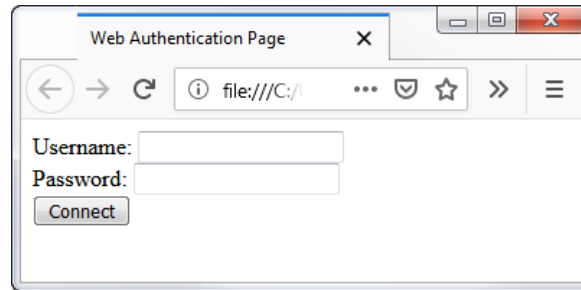 Web Authentication Page
file:///C:/
Username:
Password:
Connect